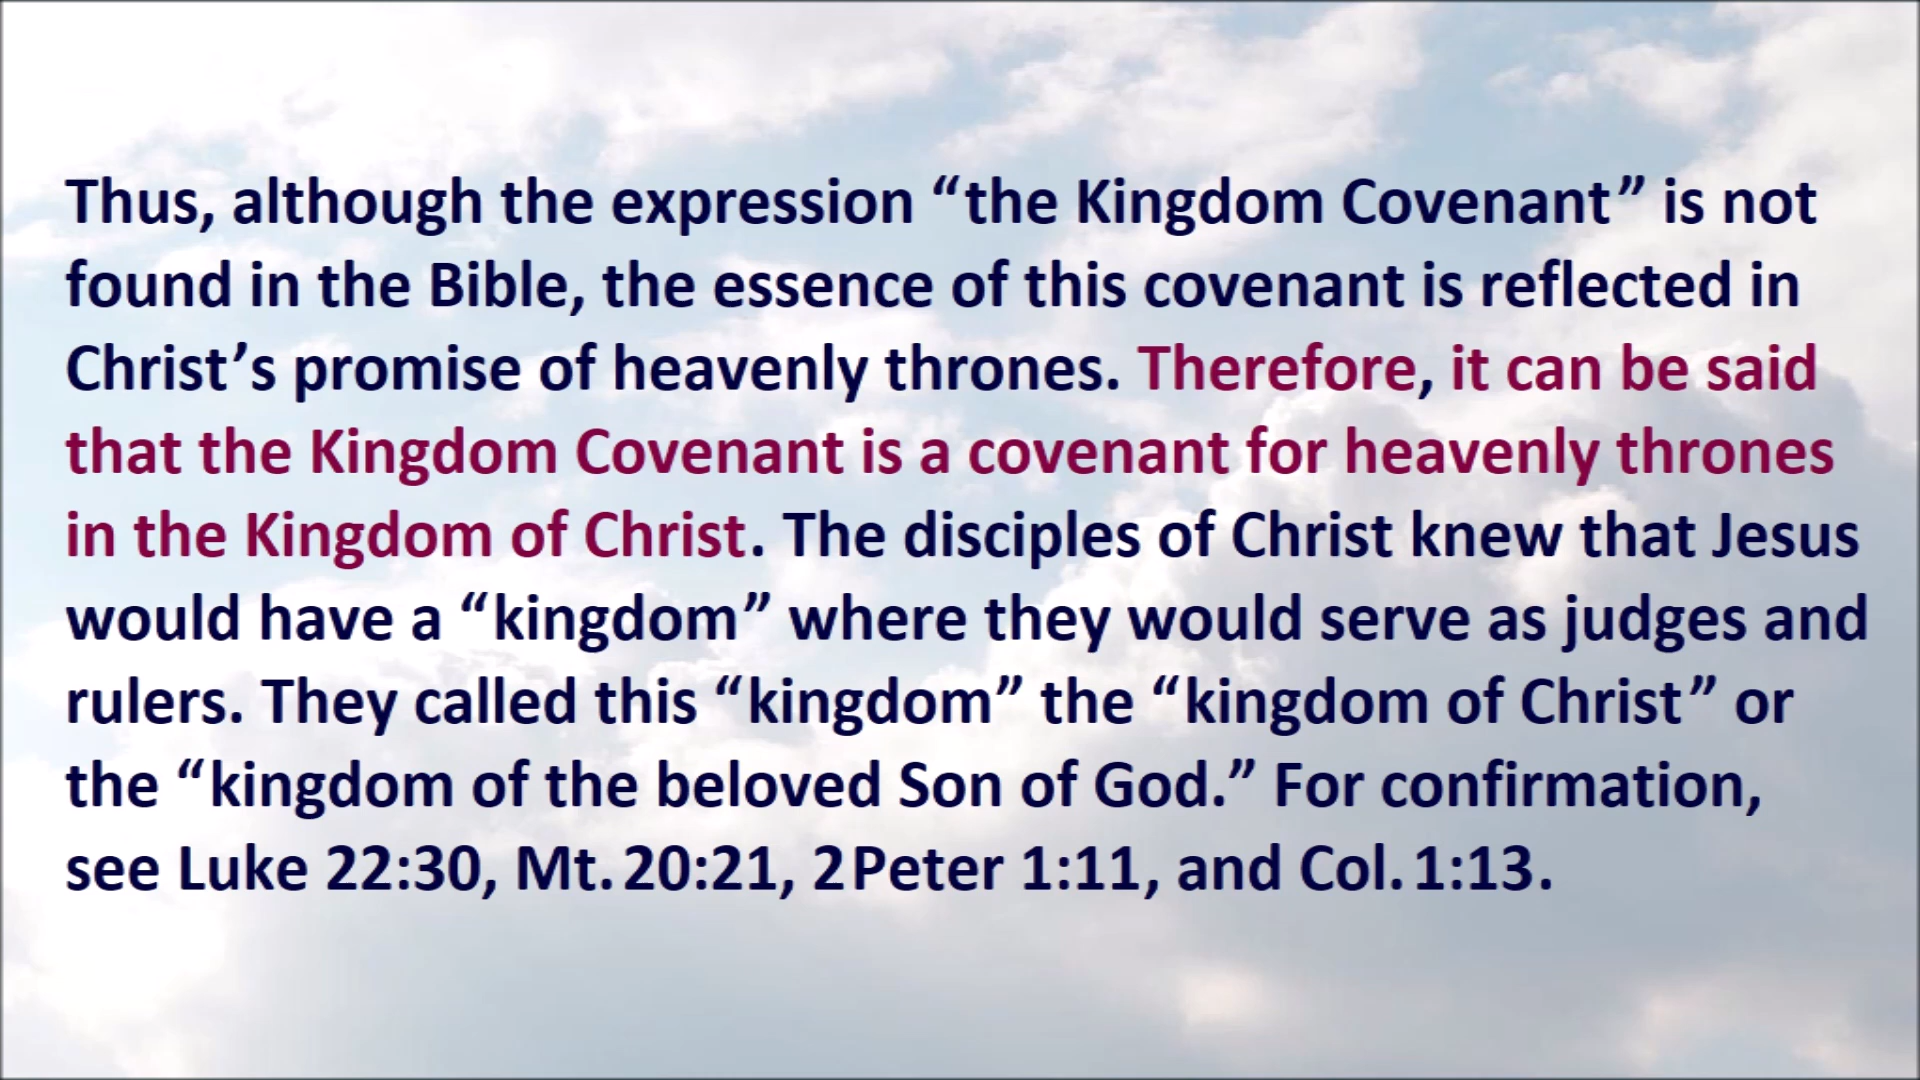 Thus, although the expression “the Kingdom Covenant” is not
found in the Bible, the essence of this covenant is reflected in
Christ’s promise of heavenly thrones. Therefore, it can be said
that the Kingdom Covenant is a covenant for heavenly thrones
in the Kingdom of Christ. The disciples of Christ knew that Jesus
would have a “kingdom” where they would serve as judges and
rulers. They called this “kingdom” the “kingdom of Christ” or
the “kingdom of the beloved Son of God.” For confirmation,
see Luke 22:30, Mt. 20:21, 2 Peter 1:11, and Col. 1:13.